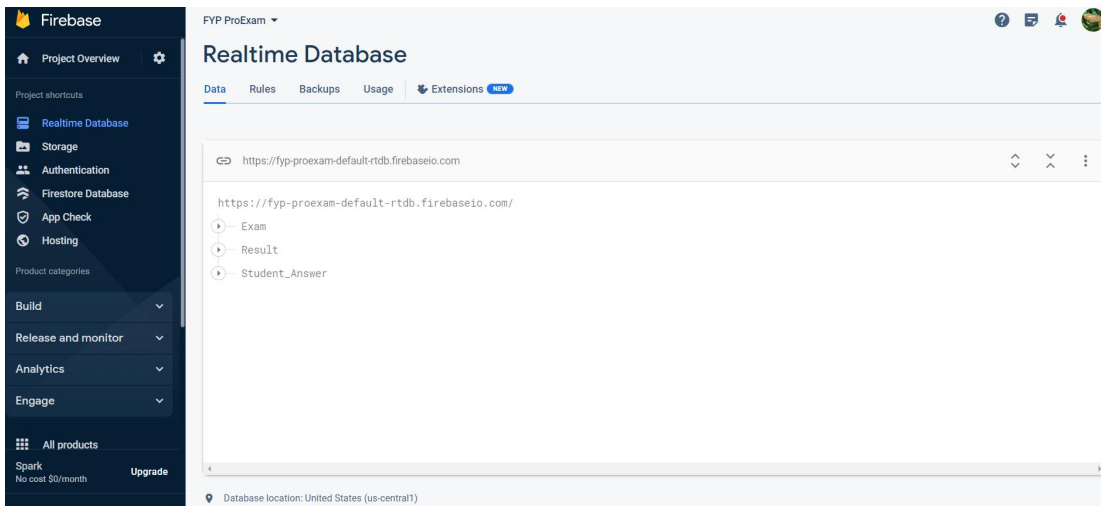 Firebase
Project Overview
Project shortcuts
Realtime Database
Storage
Authentication
Firestore Database
App Check
Hosting
Product categories
Build
Release and monitor
Analytics
Engage
All products
Spark
No cost $0/month
Upgrade
FYP ProExam
Realtime Database
Data Rules Backups Usage Extensions NEW
https://fyp-proexam-default-rtdb.firebaseio.com
https://fyp-proexam-default-rtdb.firebaseio.com/
Exam
Result
Student_Answer
Database location: United States (us-central1)